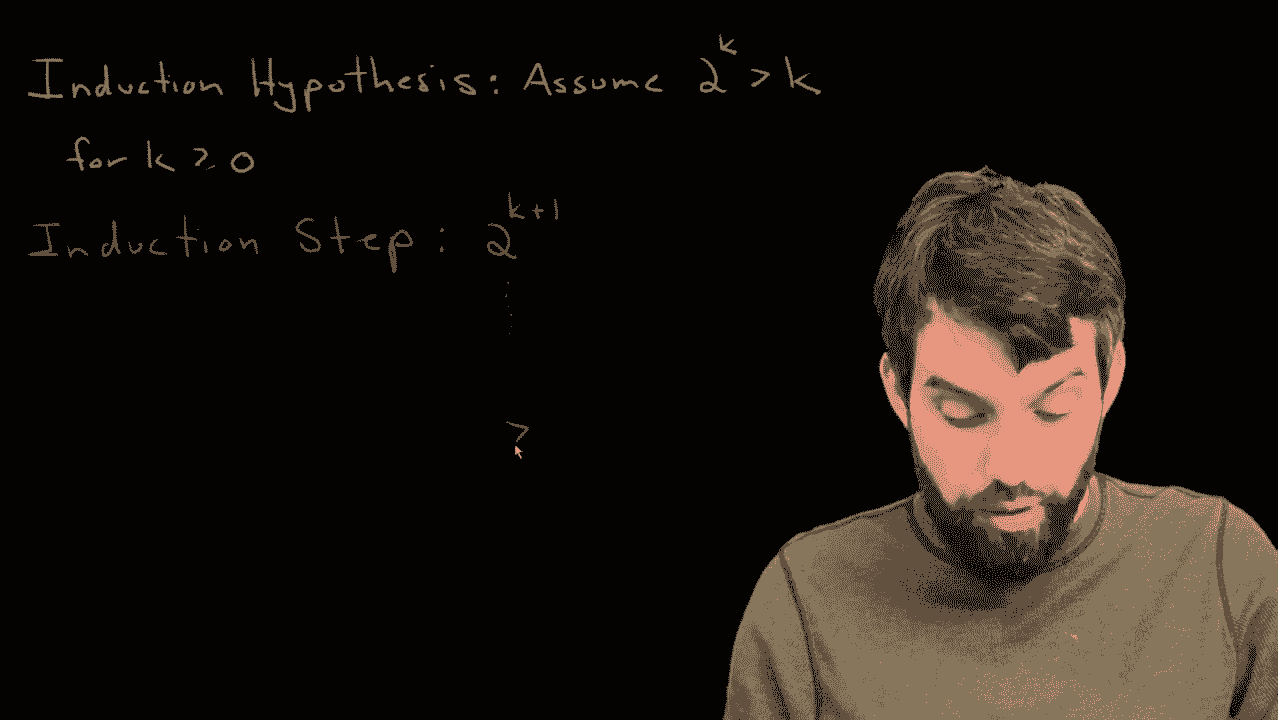 Induction Hypothesis: Assume 2^k > k
for k ≥ 0
Induction Step: 2^k+1
⋮
>